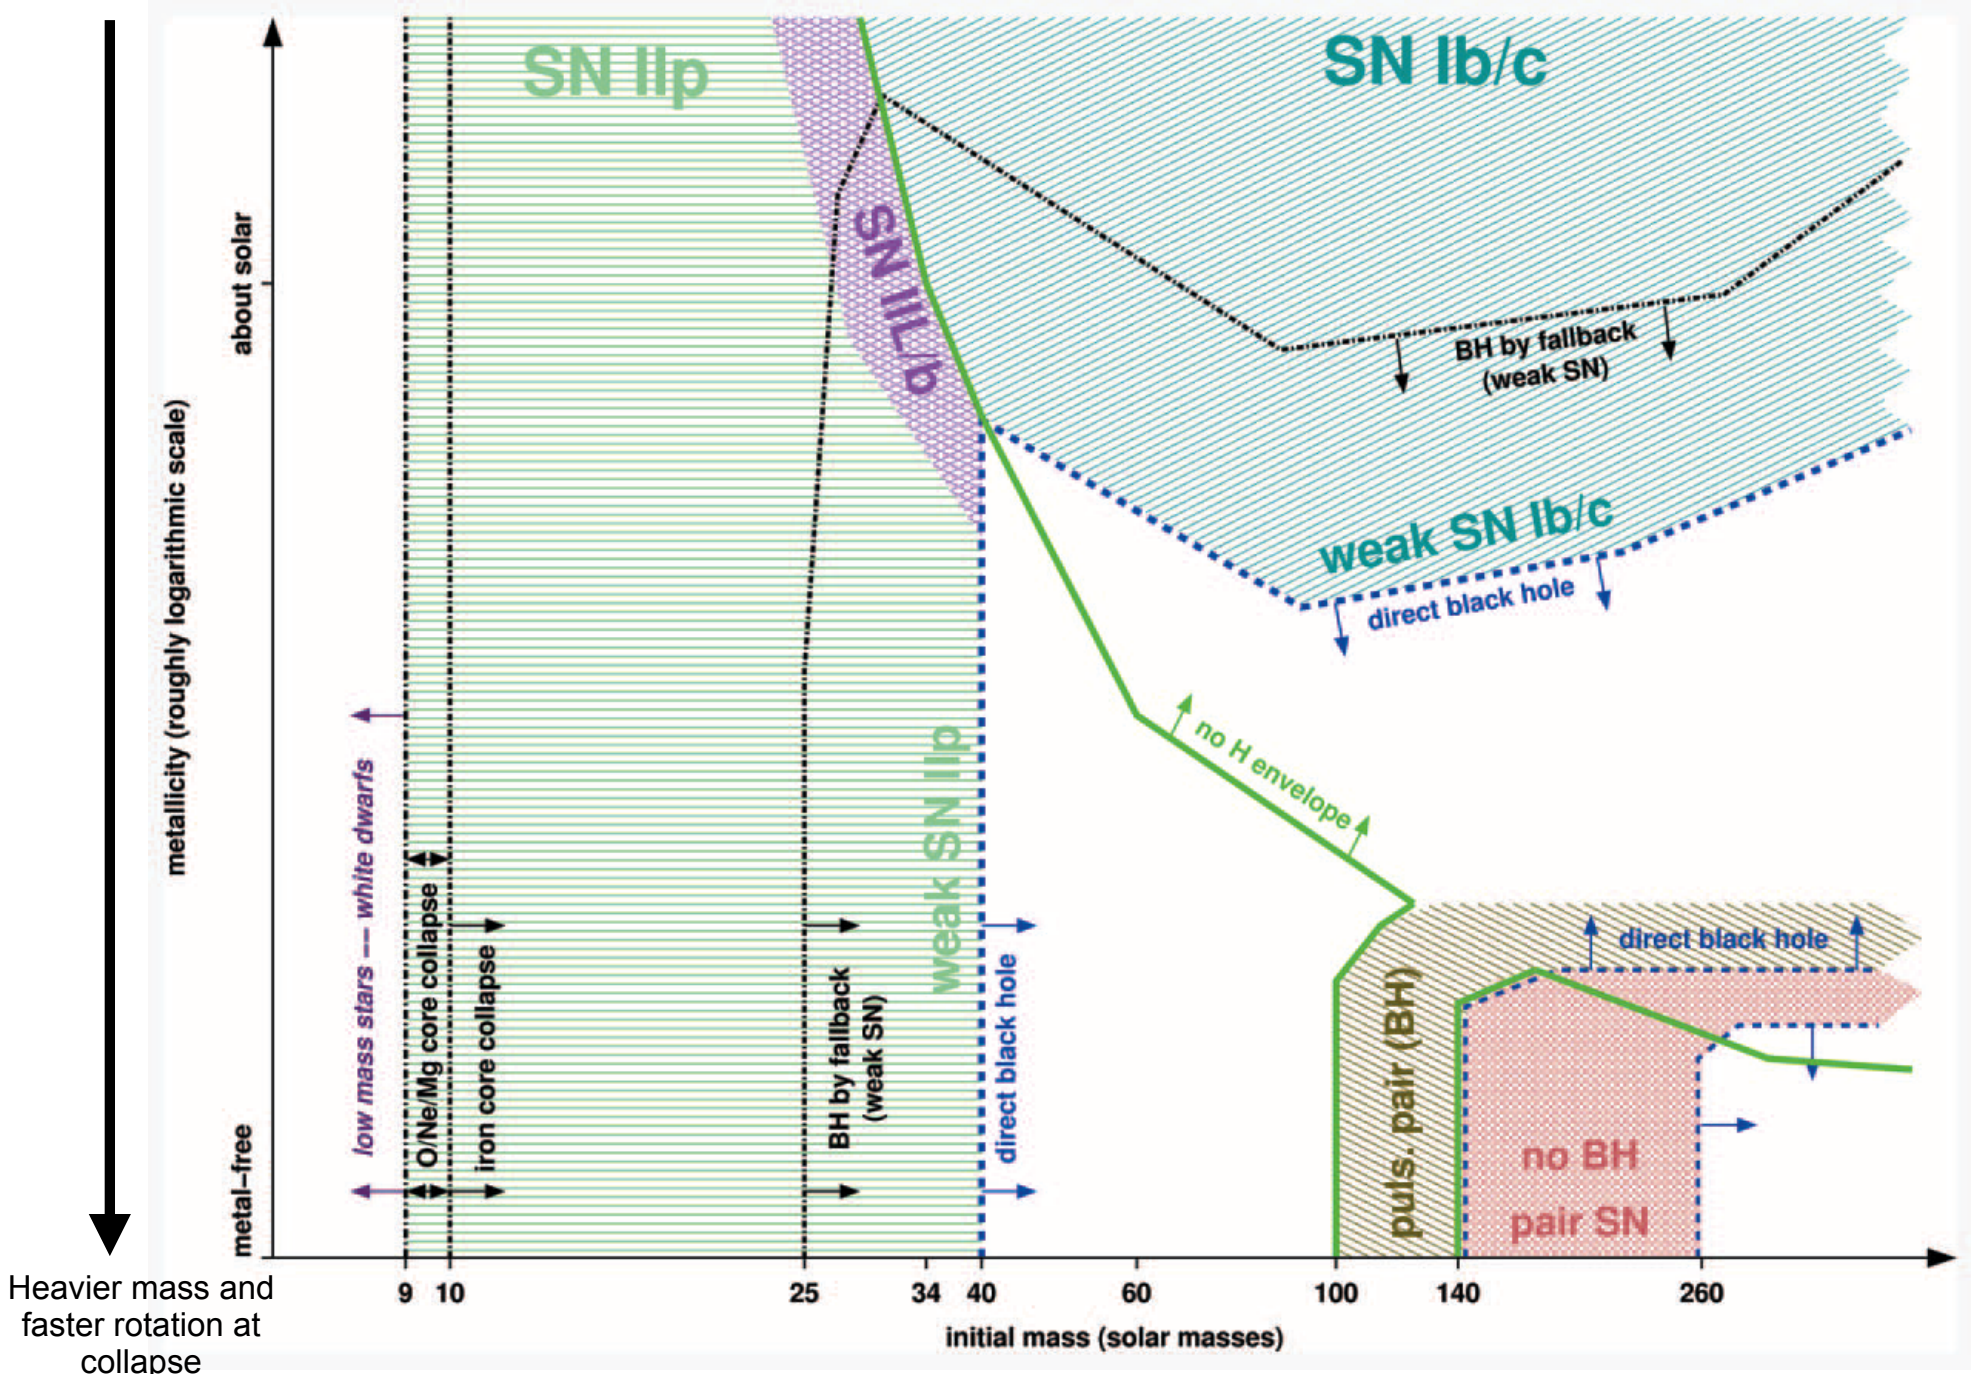 SN IIp
SN Ib/c
SN IIL/b
about solar
BH by fallback
(weak SN)
weak SN Ib/c
direct black hole
metallicity (roughly logarithmic scale)
no H envelope
weak SN IIp
low mass stars –– white dwarfs
O/Ne/Mg core collapse
iron core collapse
BH by fallback
(weak SN)
direct black hole
direct black hole
puls. pair (BH)
no BH
pair SN
metal–free
9 10 25 34 40 60 100 140 260
initial mass (solar masses)
Heavier mass and
faster rotation at
collapse